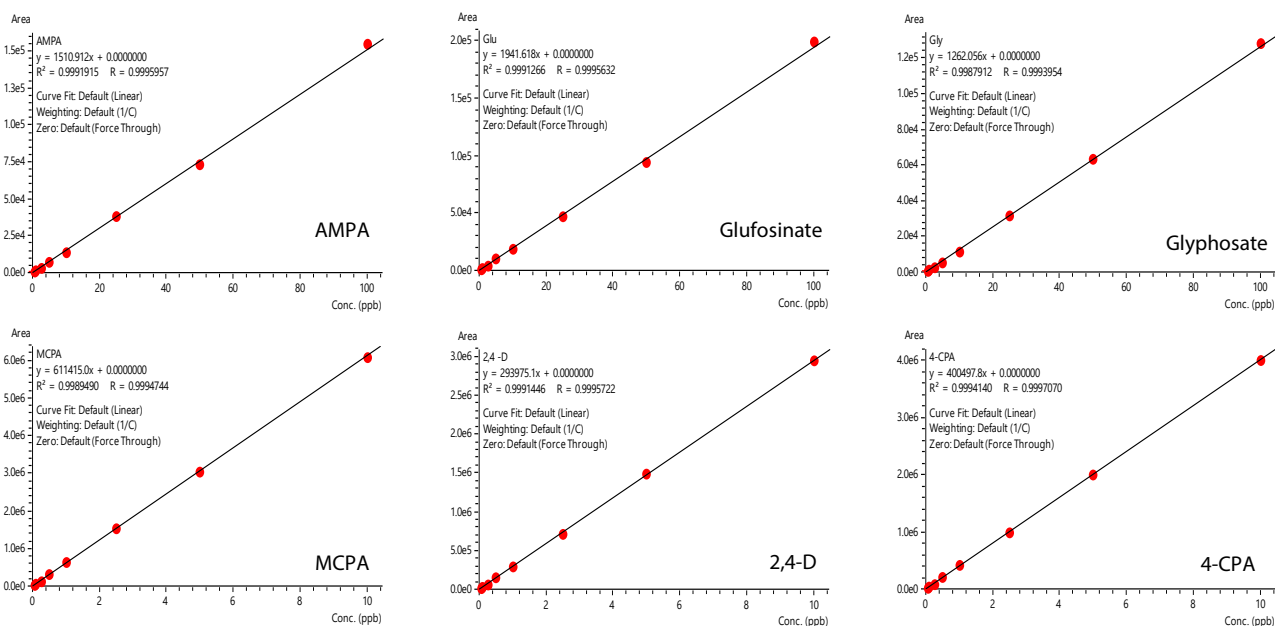 Area
AMPA
y = 1510.912x + 0.0000000
R² = 0.9991915 R = 0.9995957
Curve Fit: Default (Linear)
Weighting: Default (1/C)
Zero: Default (Force Through)
1.5e5
1.3e5
1.0e5
7.5e4
5.0e4
2.5e4
0.0e0
0 20 40 60 80 100
Conc. (ppb)
AMPA
Area
Glu
y = 1941.618x + 0.0000000
R² = 0.9991266 R = 0.9995632
Curve Fit: Default (Linear)
Weighting: Default (1/C)
Zero: Default (Force Through)
2.0e5
1.5e5
1.0e5
5.0e4
0.0e0
0 20 40 60 80 100
Conc. (ppb)
Glufosinate
Area
Gly
y = 1262.056x + 0.0000000
R² = 0.9987912 R = 0.9993954
Curve Fit: Default (Linear)
Weighting: Default (1/C)
Zero: Default (Force Through)
1.2e5
1.0e5
8.0e4
6.0e4
4.0e4
2.0e4
0.0e0
0 20 40 60 80 100
Conc. (ppb)
Glyphosate
Area
MCPA
y = 611415.0x + 0.0000000
R² = 0.9989490 R = 0.9994744
Curve Fit: Default (Linear)
Weighting: Default (1/C)
Zero: Default (Force Through)
6.0e6
5.0e6
4.0e6
3.0e6
2.0e6
1.0e6
0.0e0
0 2 4 6 8 10
Conc. (ppb)
MCPA
Area
2,4 -D
y = 293975.1x + 0.0000000
R² = 0.9991446 R = 0.9995722
Curve Fit: Default (Linear)
Weighting: Default (1/C)
Zero: Default (Force Through)
3.0e6
2.5e6
2.0e6
1.5e6
1.0e6
5.0e5
0.0e0
0 2 4 6 8 10
Conc. (ppb)
2,4-D
Area
4-CPA
y = 400497.8x + 0.0000000
R² = 0.9994140 R = 0.9997070
Curve Fit: Default (Linear)
Weighting: Default (1/C)
Zero: Default (Force Through)
4.0e6
3.0e6
2.0e6
1.0e6
0.0e0
0 2 4 6 8 10
Conc. (ppb)
4-CPA